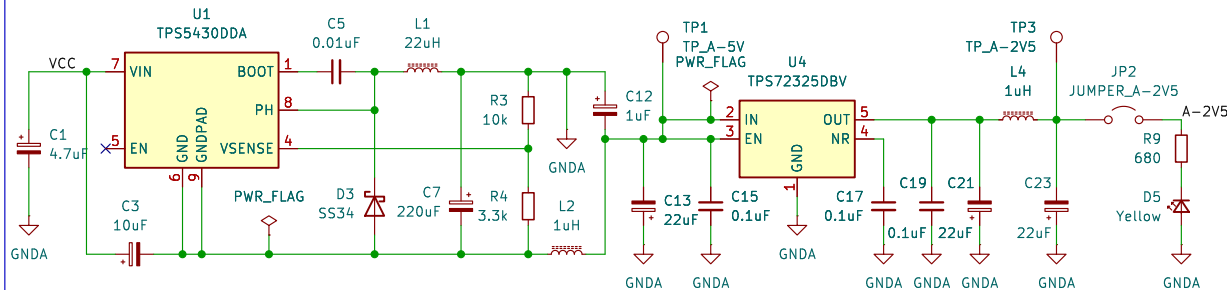 U1
TPS5430DDA
VCC
7
VIN
BOOT
1
PH
8
5
EN
VSENSE
4
GND
GNDPAD
6
9
C1
4.7uF
GNDA
C3
10uF
PWR_FLAG
C5
0.01uF
L1
22uH
D3
SS34
C7
220uF
R3
10k
R4
3.3k
GNDA
L2
1uH
C12
1uF
TP1
TP_A-5V
PWR_FLAG
C13
22uF
GNDA
C15
0.1uF
GNDA
U4
TPS72325DBV
2
IN
OUT
5
3
EN
NR
4
GND
1
GNDA
C17
0.1uF
GNDA
C19
0.1uF
GNDA
C21
22uF
GNDA
TP3
TP_A-2V5
L4
1uH
C23
22uF
GNDA
JP2
JUMPER_A-2V5
A-2V5
R9
680
D5
Yellow
GNDA